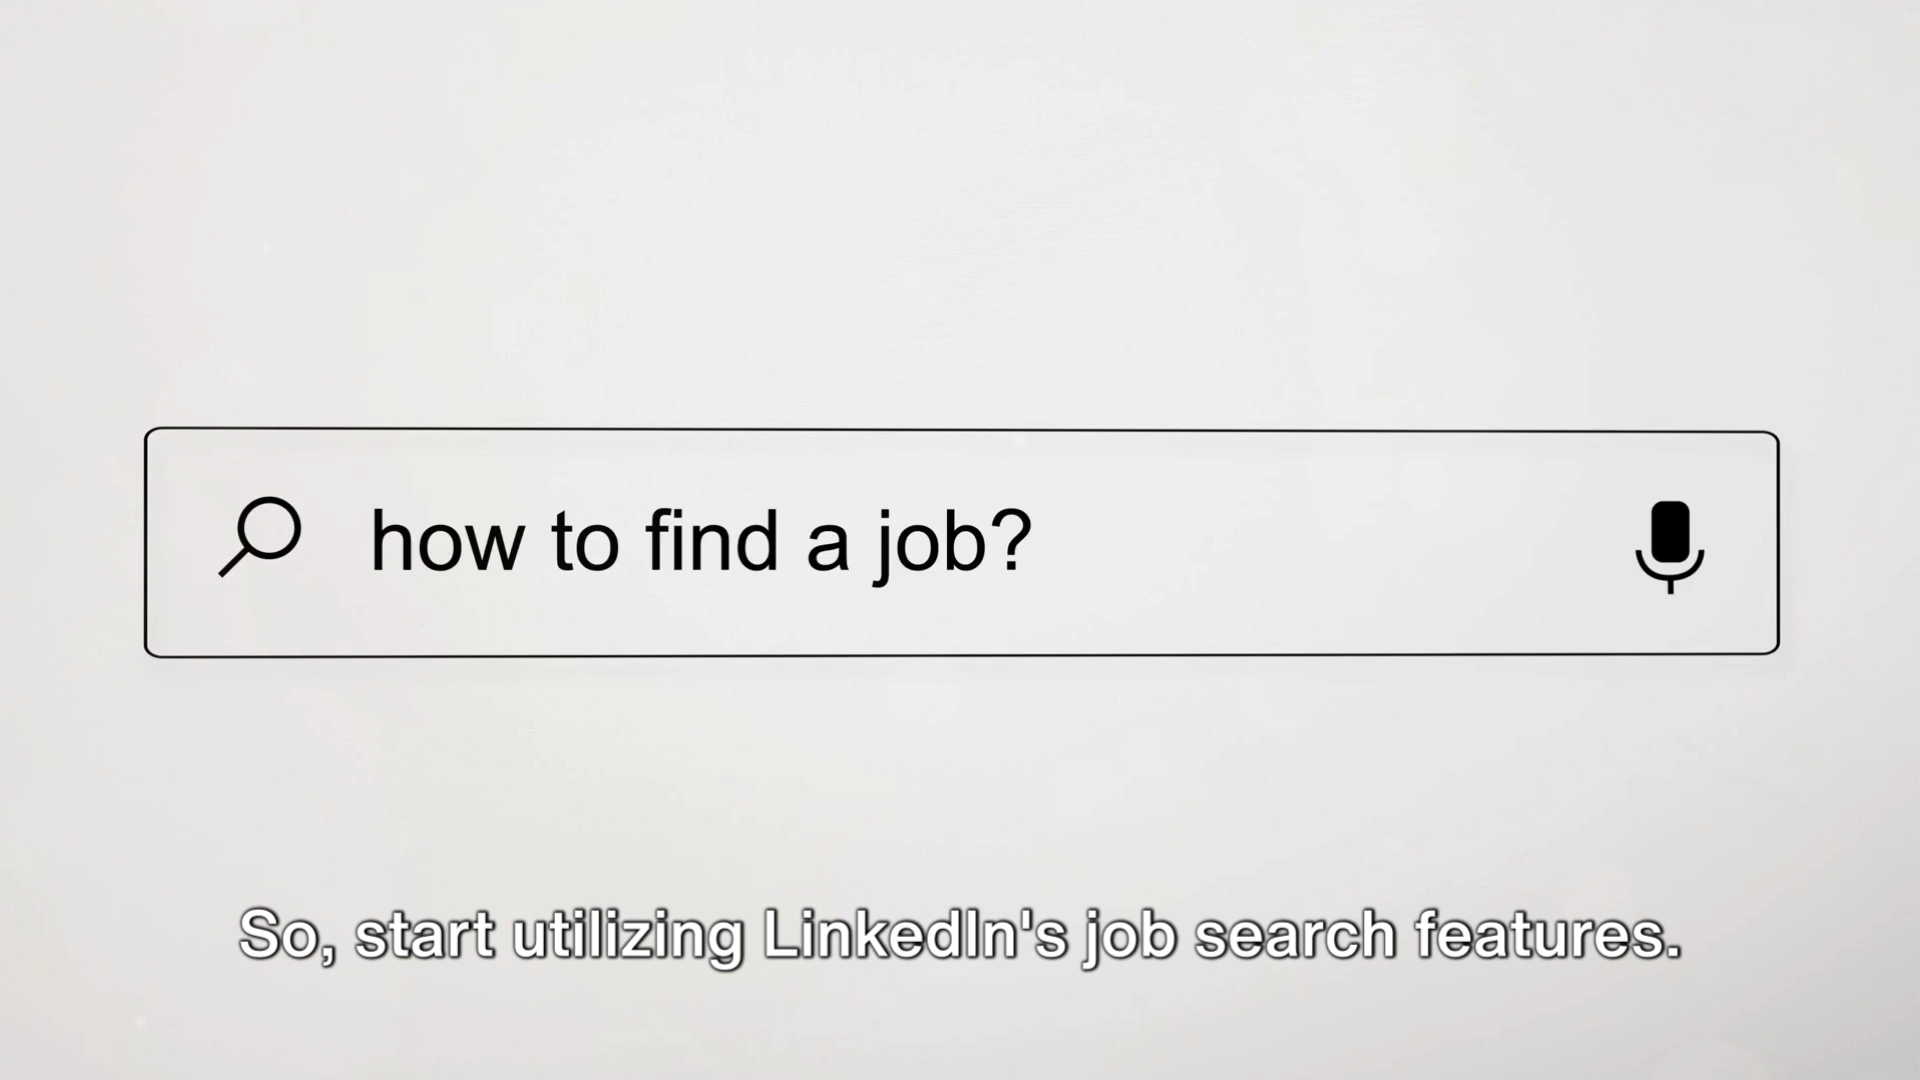 how to find a job?
So, start utilizing LinkedIn's job search features.